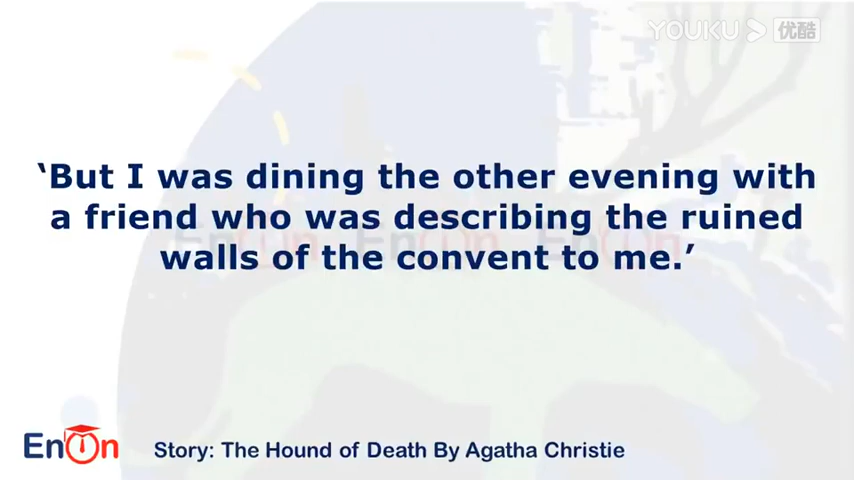 YOUKU 优酷
‘But I was dining the other evening with
a friend who was describing the ruined
walls of the convent to me.’
EnOn
Story: The Hound of Death By Agatha Christie